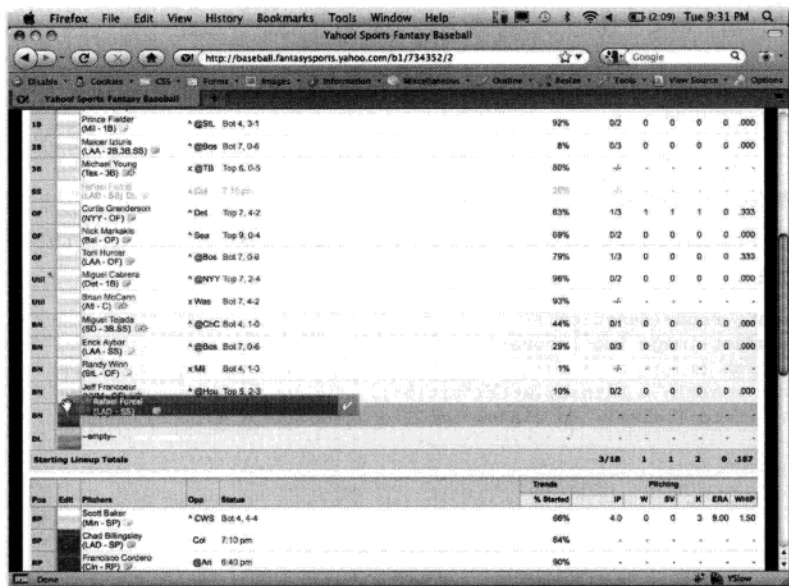 Firefox File Edit View History Bookmarks Tools Window Help (2:09) Tue 9:31 PM
Yahoo! Sports Fantasy Baseball
http://baseball.fantasysports.yahoo.com/b1/734352/2 Google
Disable Cookies CSS Forms Images Information Miscellaneous Outline Resize Tools View Source Options
Yahoo! Sports Fantasy Baseball
1B Prince Fielder ^ @StL Bot 4, 3-1 92% 0/2 0 0 0 0 .000
(Mil - 1B)
2B Maicer Izturis ^ @Bos Bot 7, 0-6 8% 0/3 0 0 0 0 .000
(LAA - 2B,3B,SS)
3B Michael Young x @TB Top 6, 0-5 80% -/- - - - - -
(Tex - 3B)
SS Rafael Furcal x Col 7:10 pm
(LAD - SS) DL
OF Curtis Granderson ^ Det Top 7, 4-2 83% 1/3 1 1 1 0 .333
(NYY - OF)
OF Nick Markakis ^ Sea Top 9, 0-4 69% 0/2 0 0 0 0 .000
(Bal - OF)
OF Torii Hunter ^ @Bos Bot 7, 0-6 79% 1/3 0 0 0 0 .333
(LAA - OF)
Util Miguel Cabrera ^ @NYY Top 7, 2-4 96% 0/2 0 0 0 0 .000
(Det - 1B)
Util Brian McCann x Was Bot 7, 4-2 93% -/- - - - - -
(Atl - C)
BN Miguel Tejada ^ @ChC Bot 4, 1-0 44% 0/1 0 0 0 0 .000
(SD - 3B,SS)
BN Erick Aybar ^ @Bos Bot 7, 0-6 29% 0/3 0 0 0 0 .000
(LAA - SS)
BN Randy Winn x Mil Bot 4, 1-3 1% -/- - - - - -
(StL - OF)
BN Jeff Francoeur ^ @Hou Top 5, 2-3 10% 0/2 0 0 0 0 .000
Rafael Furcal
BN (LAD - SS) - - - - - - -
DL --empty-- - - - - - - -
Starting Lineup Totals 3/18 1 1 2 0 .167
Trends Pitching
Pos Edit Pitchers Opp Status % Started IP W SV K ERA WHIP
SP Scott Baker ^ CWS Bot 4, 4-4 66% 4.0 0 0 3 9.00 1.50
(Min - SP)
SP Chad Billingsley Col 7:10 pm 84% - - - - - -
(LAD - SP)
RP Francisco Cordero @Ari 6:40 pm 90% - - - - - -
(Cin - RP)
Done YSlow